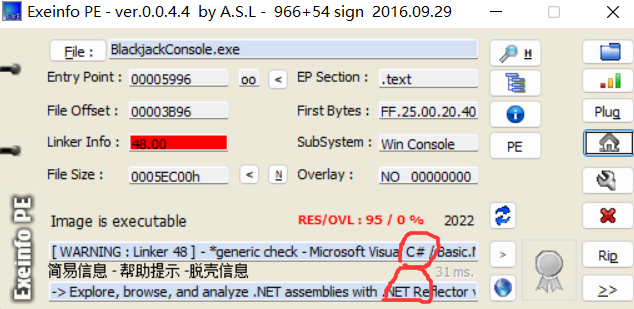 Exeinfo PE - ver.0.0.4.4 by A.S.L - 966+54 sign 2016.09.29
File : BlackjackConsole.exe H
Entry Point : 00005996 oo < EP Section : .text
File Offset : 00003B96 First Bytes : FF.25.00.20.40 Plug
Linker Info : 48.00 SubSystem : Win Console PE
File Size : 0005EC00h < N Overlay : NO 00000000
Image is executable RES/OVL : 95 / 0 % 2022
[ WARNING : Linker 48 ] - *generic check - Microsoft Visual C# / Basic.N > Rip
简易信息 - 帮助提示 -脱壳信息 31 ms.
-> Explore, browse, and analyze .NET assemblies with .NET Reflector v >>
Exeinfo PE